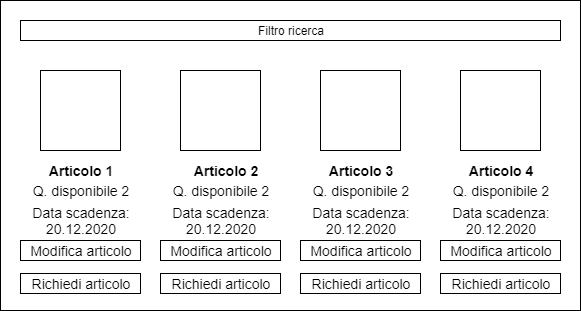 Filtro ricerca
Articolo 1
Q. disponibile 2
Data scadenza:
20.12.2020
Modifica articolo
Richiedi articolo
Articolo 2
Q. disponibile 2
Data scadenza:
20.12.2020
Modifica articolo
Richiedi articolo
Articolo 3
Q. disponibile 2
Data scadenza:
20.12.2020
Modifica articolo
Richiedi articolo
Articolo 4
Q. disponibile 2
Data scadenza:
20.12.2020
Modifica articolo
Richiedi articolo